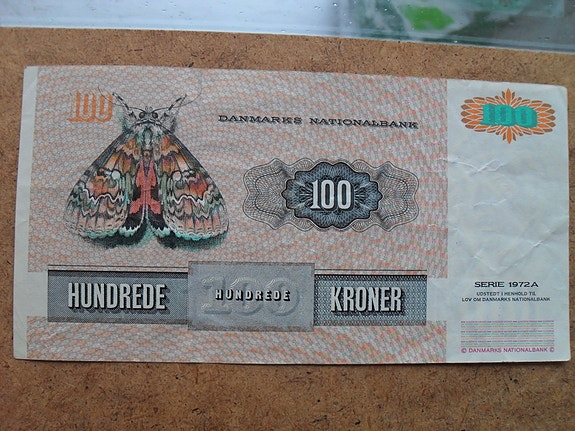 100
DANMARKS NATIONALBANK
100
100
HUNDREDE
100
HUNDREDE
KRONER
SERIE 1972A
UDSTEDT I HENHOLD TIL
LOV OM DANMARKS NATIONALBANK
© DANMARKS NATIONALBANK ©